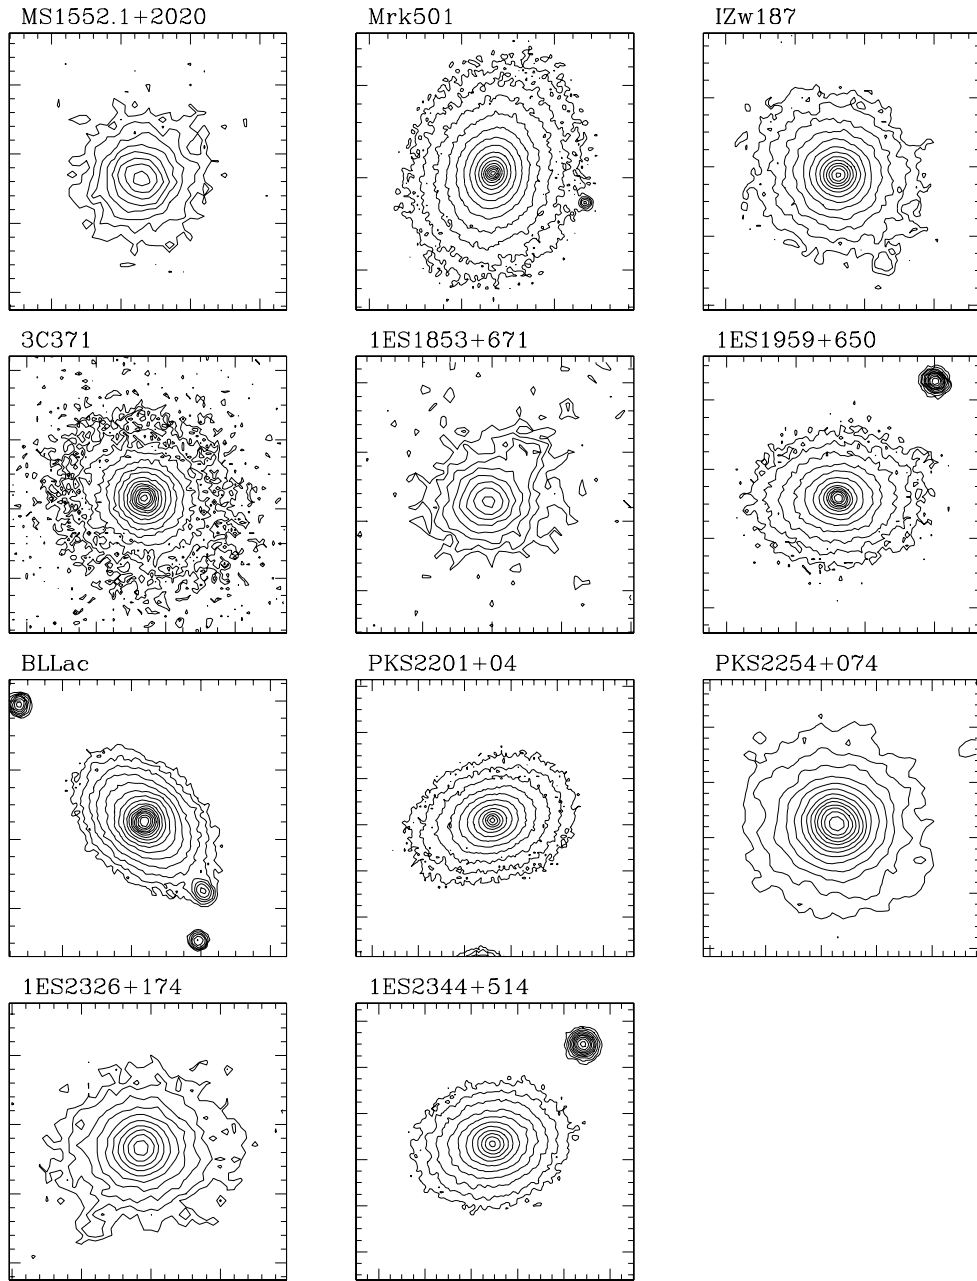 MS1552.1+2020 Mrk501 IZw187
3C371 1ES1853+671 1ES1959+650
BLLac PKS2201+04 PKS2254+074
1ES2326+174 1ES2344+514